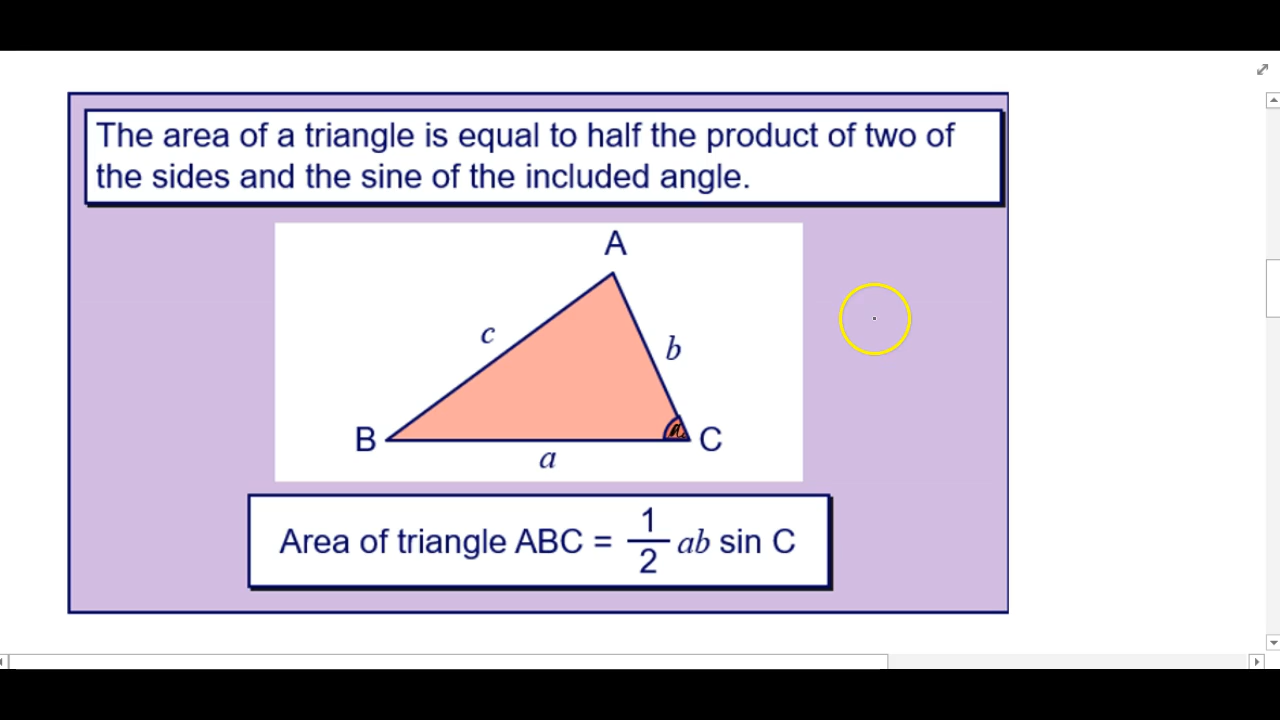 The area of a triangle is equal to half the product of two of
the sides and the sine of the included angle.
A
c
b
B
C
a
Area of triangle ABC = 1/2 ab sin C